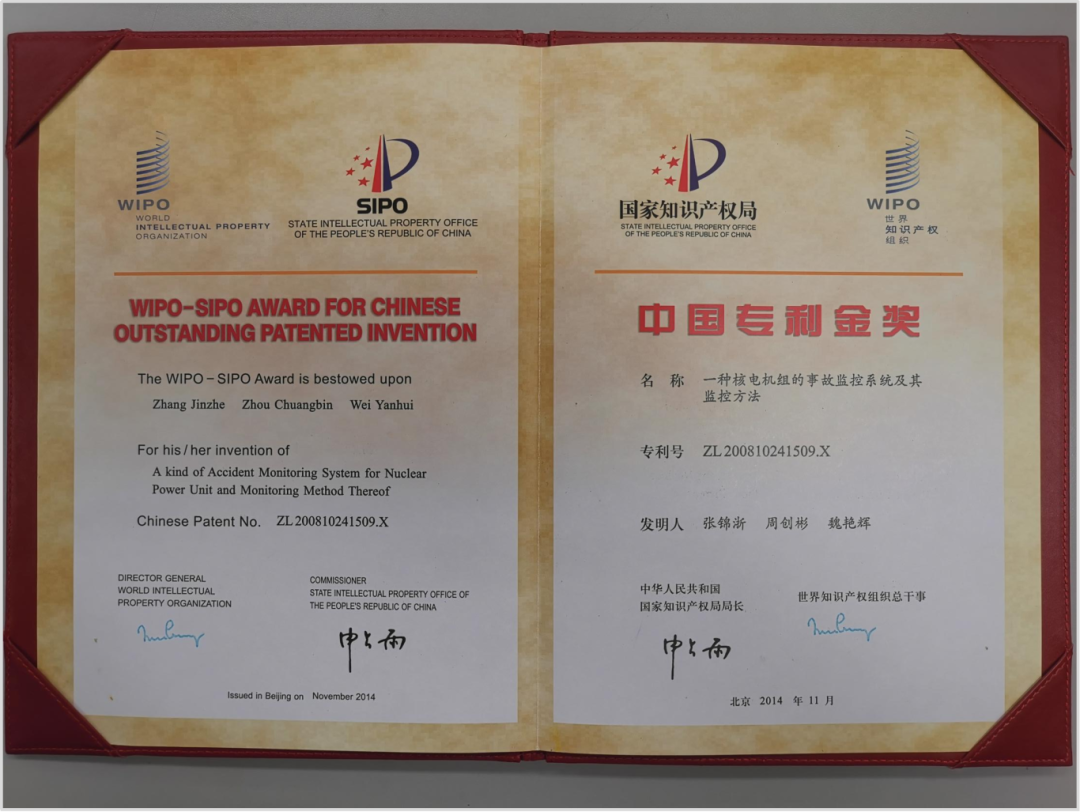 WIPO
WORLD
INTELLECTUAL PROPERTY
ORGANIZATION
SIPO
STATE INTELLECTUAL PROPERTY OFFICE
OF THE PEOPLE'S REPUBLIC OF CHINA
WIPO-SIPO AWARD FOR CHINESE
OUTSTANDING PATENTED INVENTION
The WIPO-SIPO Award is bestowed upon
Zhang Jinzhe Zhou Chuangbin Wei Yanhui
For his/her invention of
A kind of Accident Monitoring System for Nuclear
Power Unit and Monitoring Method Thereof
Chinese Patent No. ZL200810241509.X
DIRECTOR GENERAL
WORLD INTELLECTUAL
PROPERTY ORGANIZATION
COMMISSIONER
STATE INTELLECTUAL PROPERTY OFFICE OF
THE PEOPLE'S REPUBLIC OF CHINA
申长雨
Issued in Beijing on November 2014
国家知识产权局
STATE INTELLECTUAL PROPERTY OFFICE
OF THE PEOPLE'S REPUBLIC OF CHINA
WIPO
世界
知识产权
组织
中国专利金奖
名 称 一种核电机组的事故监控系统及其
监控方法
专利号 ZL200810241509.X
发明人 张锦浙 周创彬 魏艳辉
中华人民共和国
国家知识产权局局长
世界知识产权组织总干事
申长雨
北京 2014 年 11 月